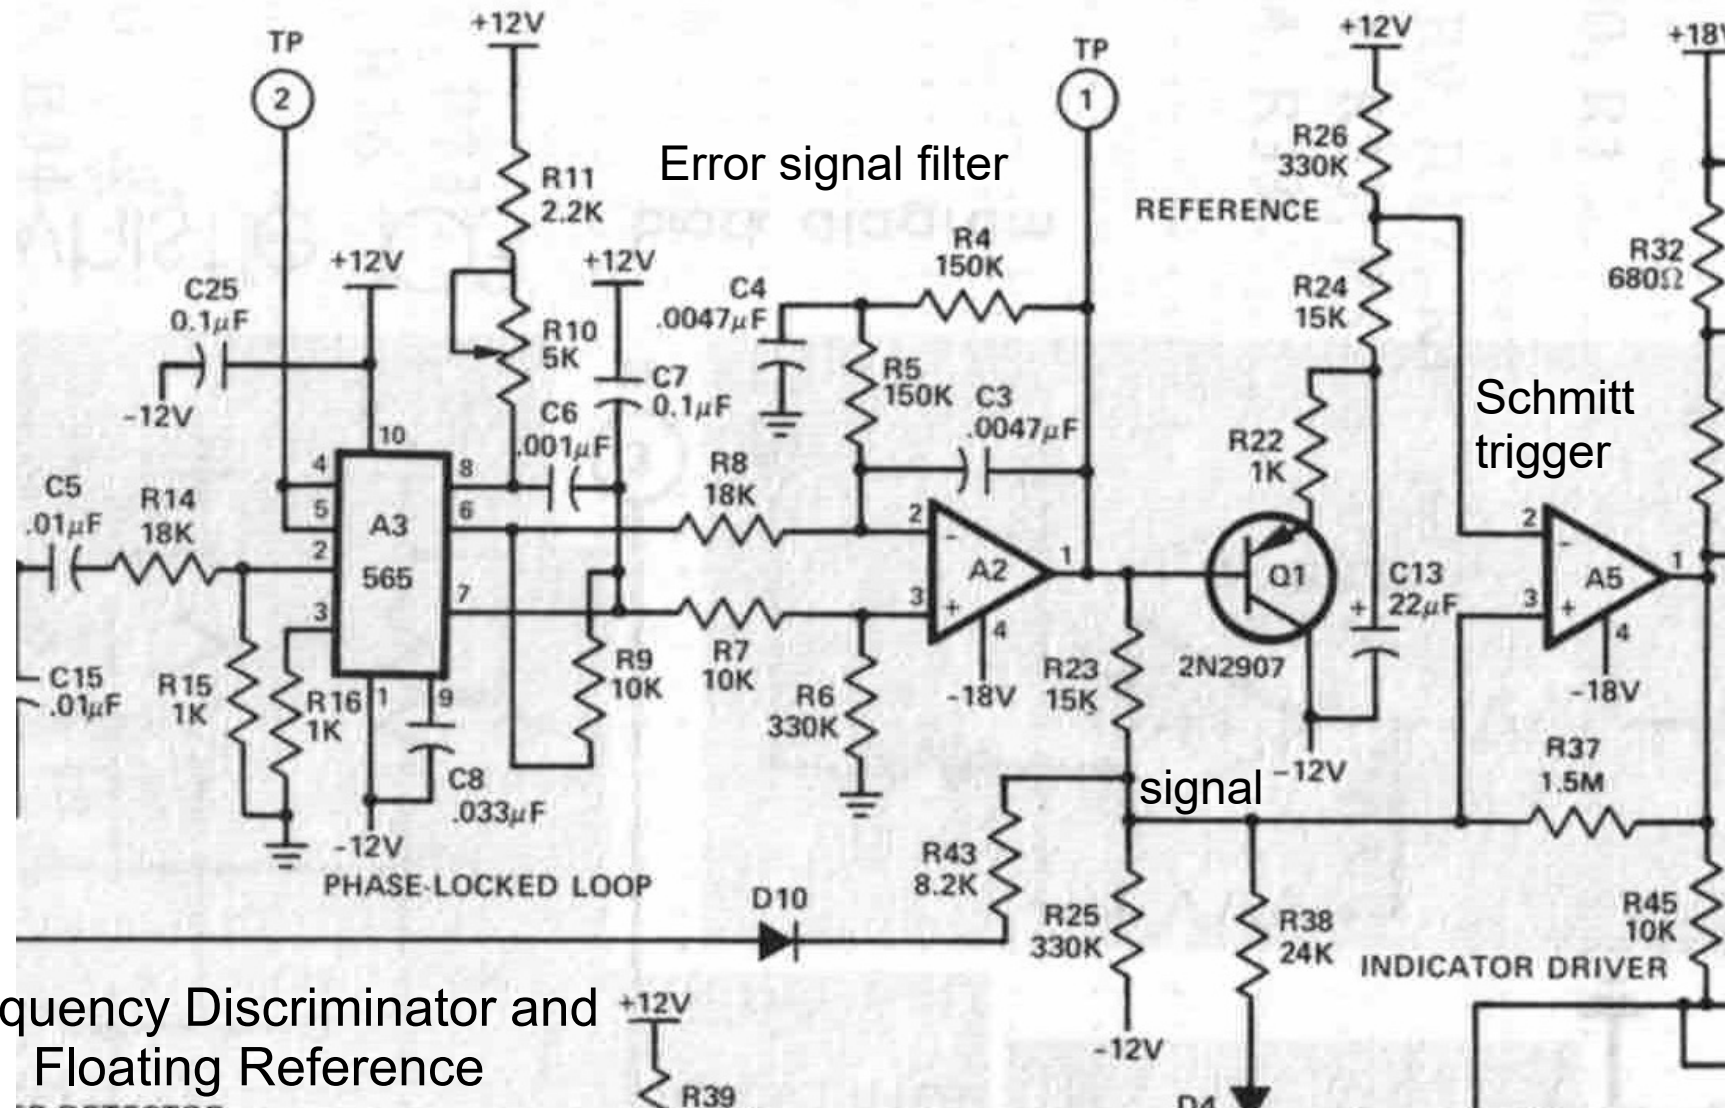 +12V
TP
2
TP
1
+12V
+18V
R11
2.2K
Error signal filter
R26
330K
REFERENCE
R4
150K
R32
680Ω
C25
0.1μF
+12V
+12V
C4
.0047μF
R24
15K
R10
5K
R5
150K
C7
0.1μF
C3
.0047μF
Schmitt
trigger
-12V
C6
.001μF
R22
1K
10
4
8
R8
18K
C5
.01μF
R14
18K
5
6
A3
565
2
3
7
1
9
2
-
A2
1
3
+
4
-18V
Q1
2N2907
C13
22μF
+
2
-
A5
1
3
+
4
-18V
C15
.01μF
R15
1K
R16
1K
R9
10K
R7
10K
R6
330K
R23
15K
-12V
R37
1.5M
signal
C8
.033μF
-12V
PHASE-LOCKED LOOP
R43
8.2K
D10
R25
330K
R38
24K
R45
10K
INDICATOR DRIVER
quency Discriminator and
Floating Reference
+12V
-12V
R39
D4